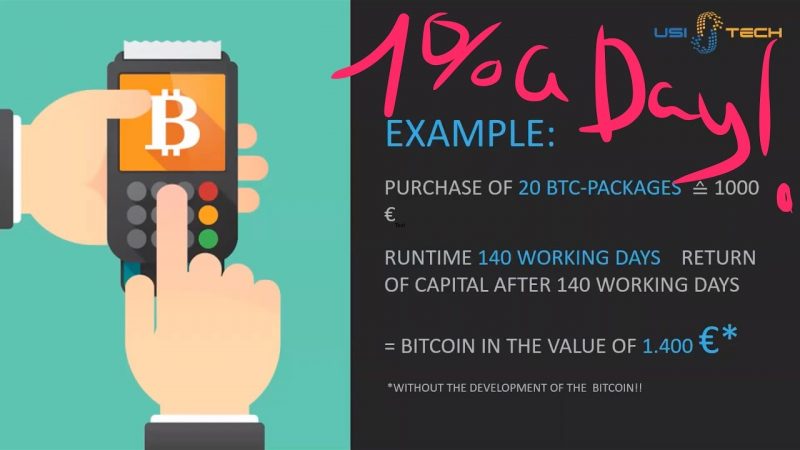 USI TECH
1% a Day!
EXAMPLE:
PURCHASE OF 20 BTC-PACKAGES ≙ 1000
€
RUNTIME 140 WORKING DAYS RETURN
OF CAPITAL AFTER 140 WORKING DAYS
= BITCOIN IN THE VALUE OF 1.400 €*
*WITHOUT THE DEVELOPMENT OF THE BITCOIN!!